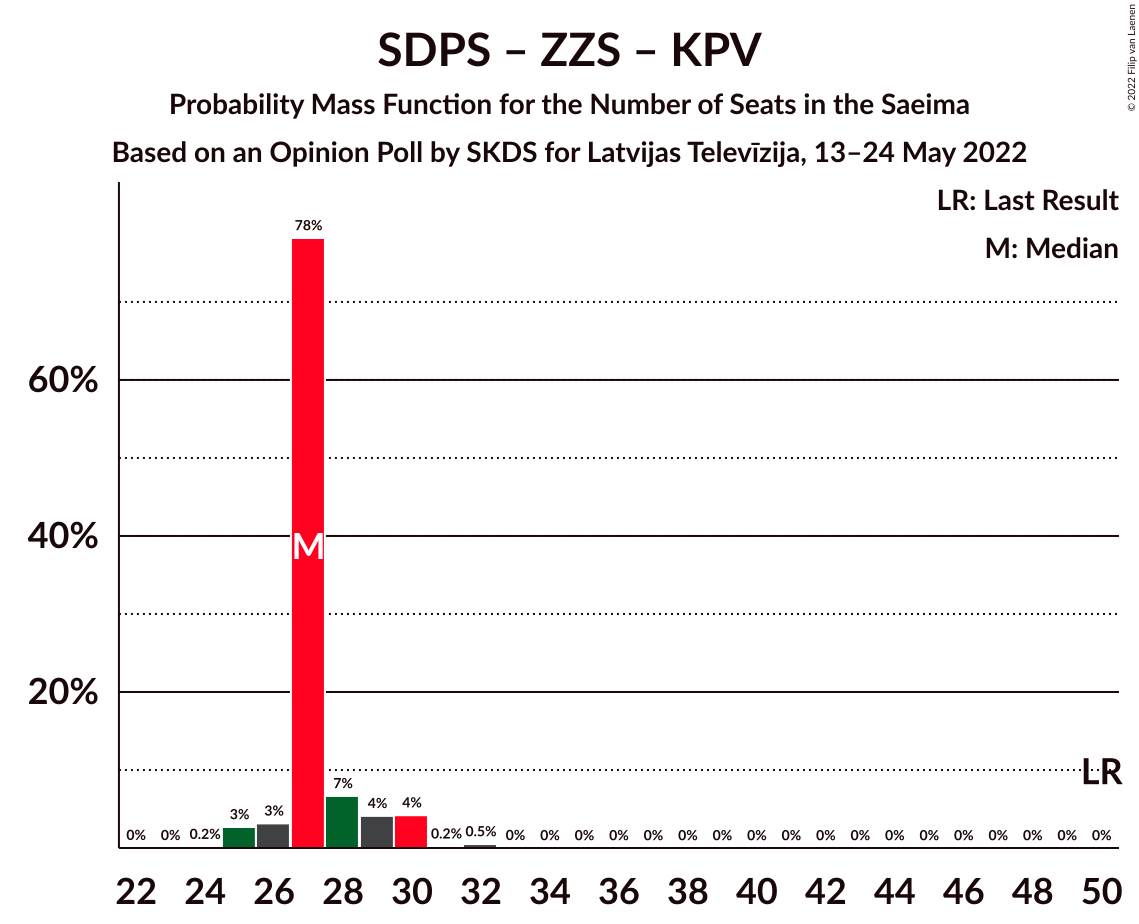 SDPS – ZZS – KPV
Probability Mass Function for the Number of Seats in the Saeima
Based on an Opinion Poll by SKDS for Latvijas Televīzija, 13–24 May 2022
© 2022 Filip van Laenen
LR: Last Result
M: Median
78%
60%
40%
M
20%
LR
0% 0% 0.2% 3% 3% 7% 4% 4% 0.2% 0.5% 0% 0% 0% 0% 0% 0% 0% 0% 0% 0% 0% 0% 0% 0% 0% 0% 0% 0%
22 24 26 28 30 32 34 36 38 40 42 44 46 48 50